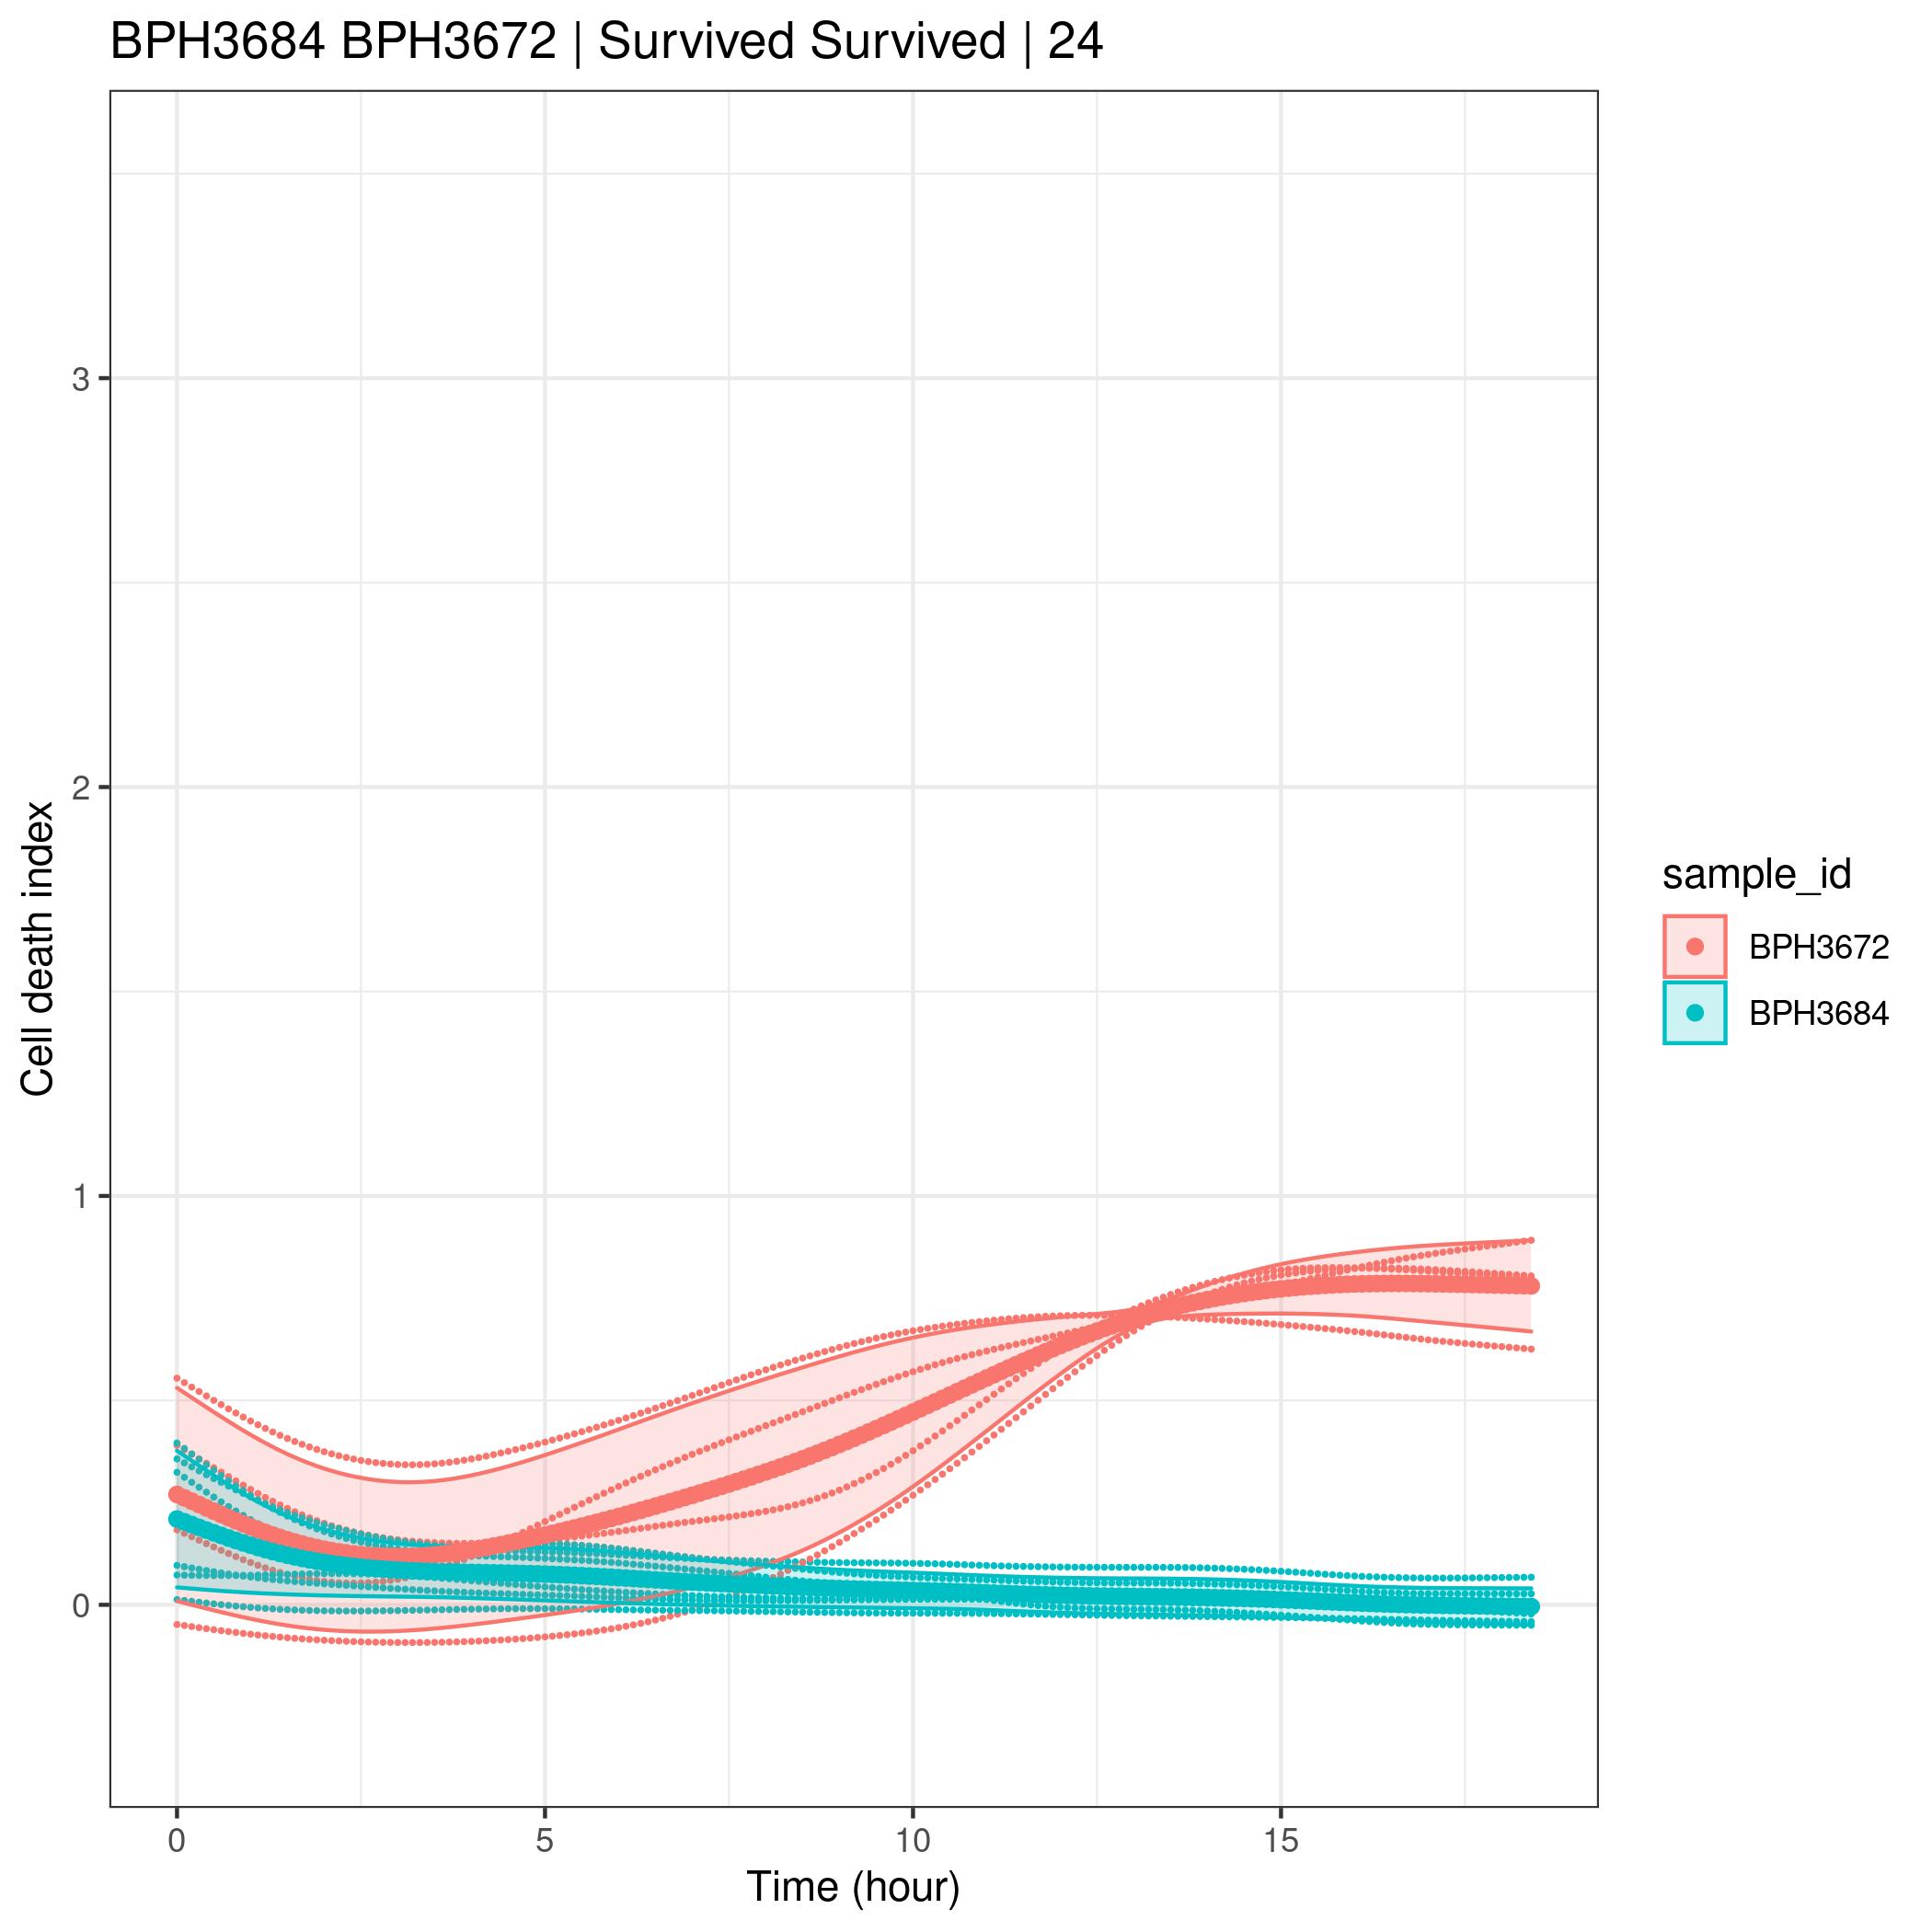 BPH3684 BPH3672 | Survived Survived | 24
3
2
1
0
Cell death index
0 5 10 15
Time (hour)
sample_id
BPH3672
BPH3684